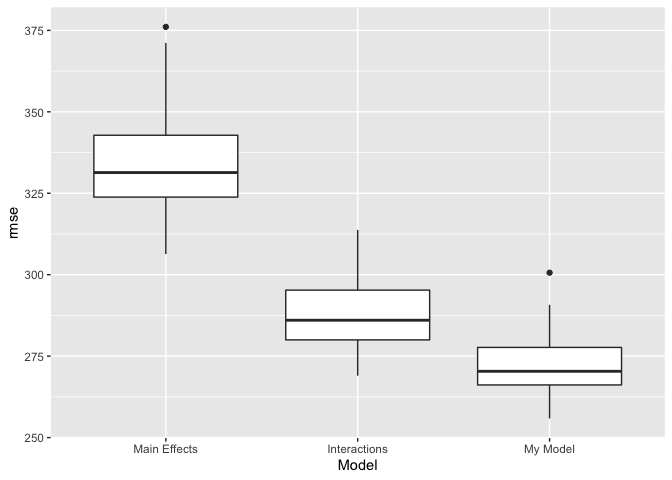 375
350
325
300
275
250
rmse
Main Effects
Interactions
My Model
Model